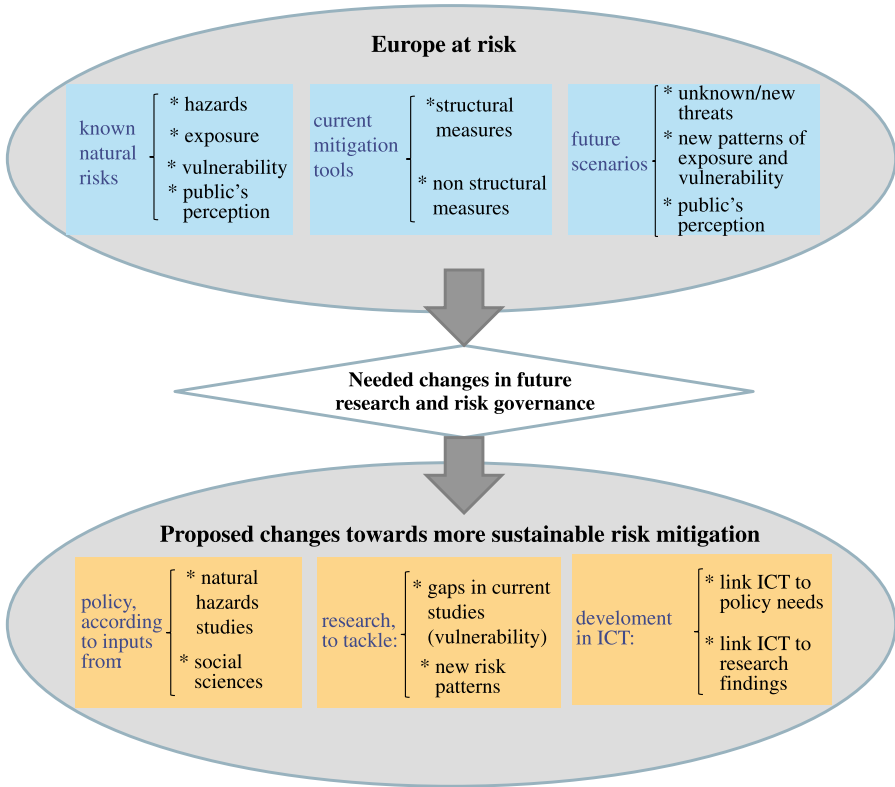 Europe at risk
known
natural
risks
* hazards
* exposure
* vulnerability
* public's
perception
current
mitigation
tools
*structural
measures
* non structural
measures
future
scenarios
* unknown/new
threats
* new patterns of
exposure and
vulnerability
* public's
perception
Needed changes in future
research and risk governance
Proposed changes towards more sustainable risk mitigation
policy,
according
to inputs
from:
* natural
hazards
studies
* social
sciences
research,
to tackle:
* gaps in current
studies
(vulnerability)
* new risk
patterns
develoment
in ICT:
* link ICT to
policy needs
* link ICT to
research
findings